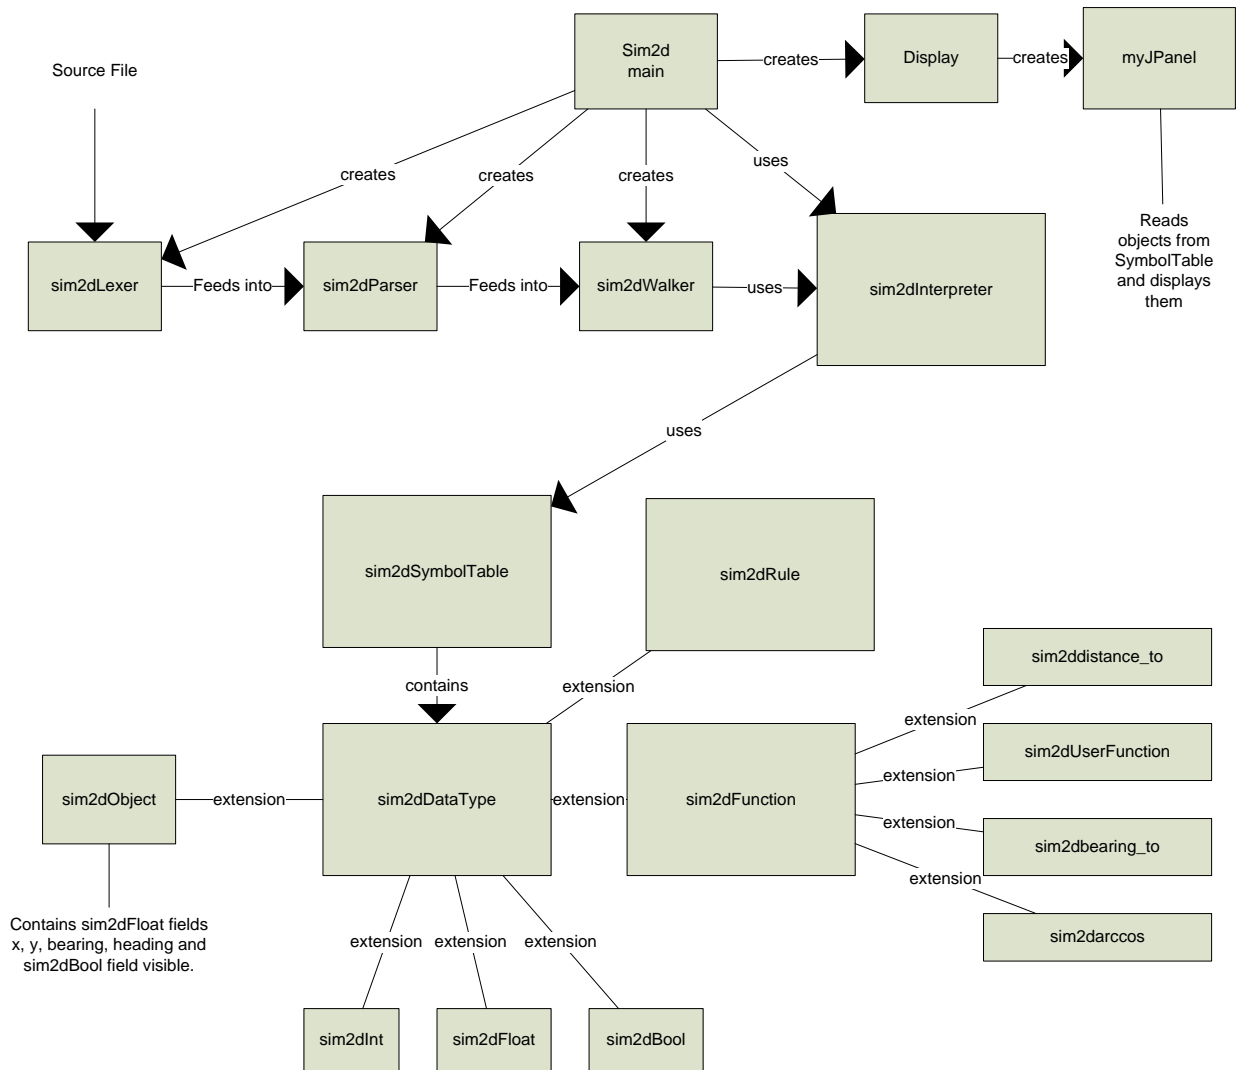 Sim2d
main
creates
Display
creates
myJPanel
Source File
creates
creates
creates
uses
Reads
objects from
SymbolTable
and displays
them
sim2dLexer
Feeds into
sim2dParser
Feeds into
sim2dWalker
uses
sim2dInterpreter
uses
sim2dSymbolTable
sim2dRule
contains
extension
sim2ddistance_to
extension
sim2dUserFunction
extension
sim2dObject
extension
sim2dDataType
extension
sim2dFunction
extension
sim2dbearing_to
extension
sim2darccos
Contains sim2dFloat fields
x, y, bearing, heading and
sim2dBool field visible.
extension
extension
extension
sim2dInt
sim2dFloat
sim2dBool